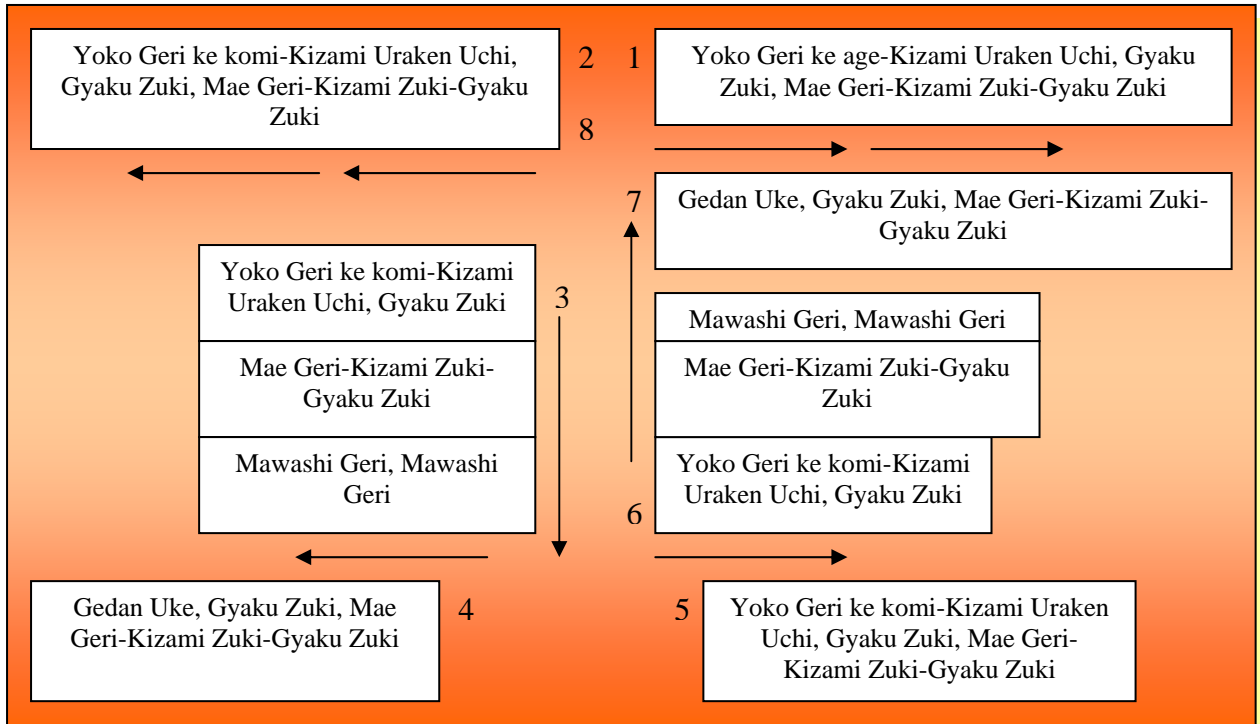 Yoko Geri ke komi-Kizami Uraken Uchi,
Gyaku Zuki, Mae Geri-Kizami Zuki-Gyaku
Zuki
2
1
Yoko Geri ke age-Kizami Uraken Uchi, Gyaku
Zuki, Mae Geri-Kizami Zuki-Gyaku Zuki
8
7
Gedan Uke, Gyaku Zuki, Mae Geri-Kizami Zuki-
Gyaku Zuki
Yoko Geri ke komi-Kizami
Uraken Uchi, Gyaku Zuki
3
Mae Geri-Kizami Zuki-
Gyaku Zuki
Mawashi Geri, Mawashi
Geri
Mawashi Geri, Mawashi Geri
Mae Geri-Kizami Zuki-Gyaku
Zuki
Yoko Geri ke komi-Kizami
Uraken Uchi, Gyaku Zuki
6
Gedan Uke, Gyaku Zuki, Mae
Geri-Kizami Zuki-Gyaku Zuki
4
5
Yoko Geri ke komi-Kizami Uraken
Uchi, Gyaku Zuki, Mae Geri-
Kizami Zuki-Gyaku Zuki